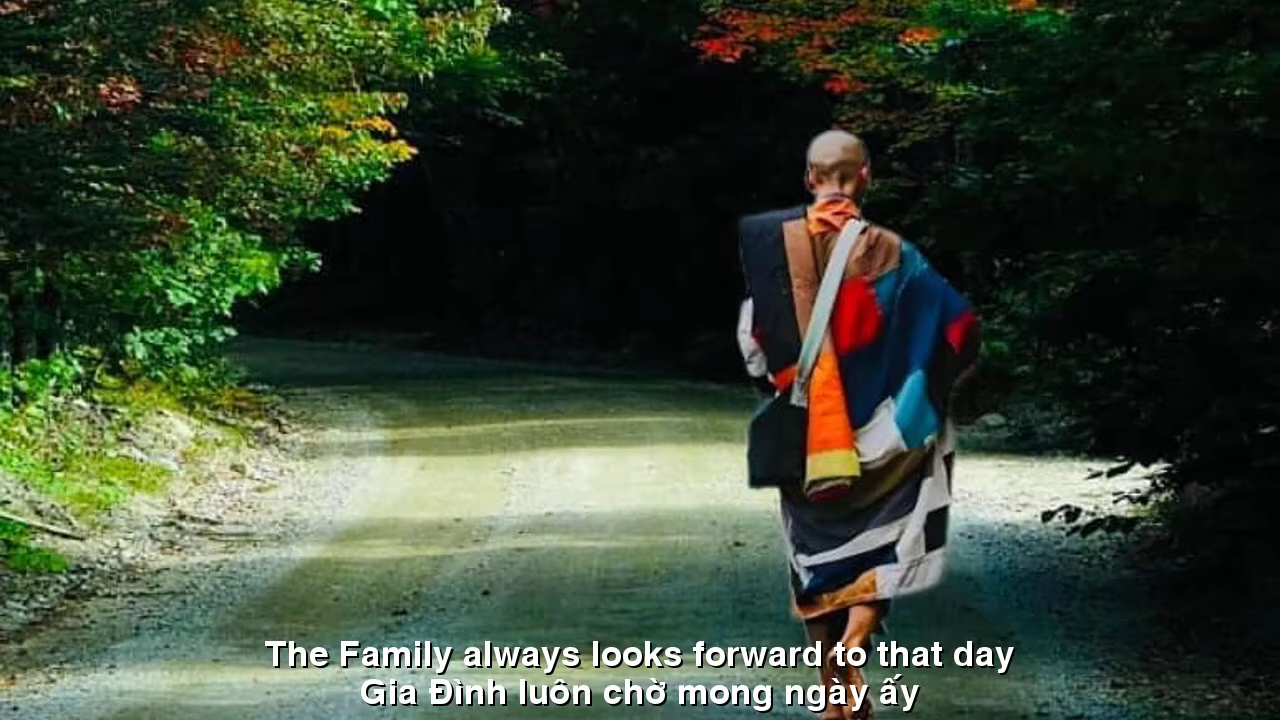 The Family always looks forward to that day
Gia Đình luôn chờ mong ngày ấy